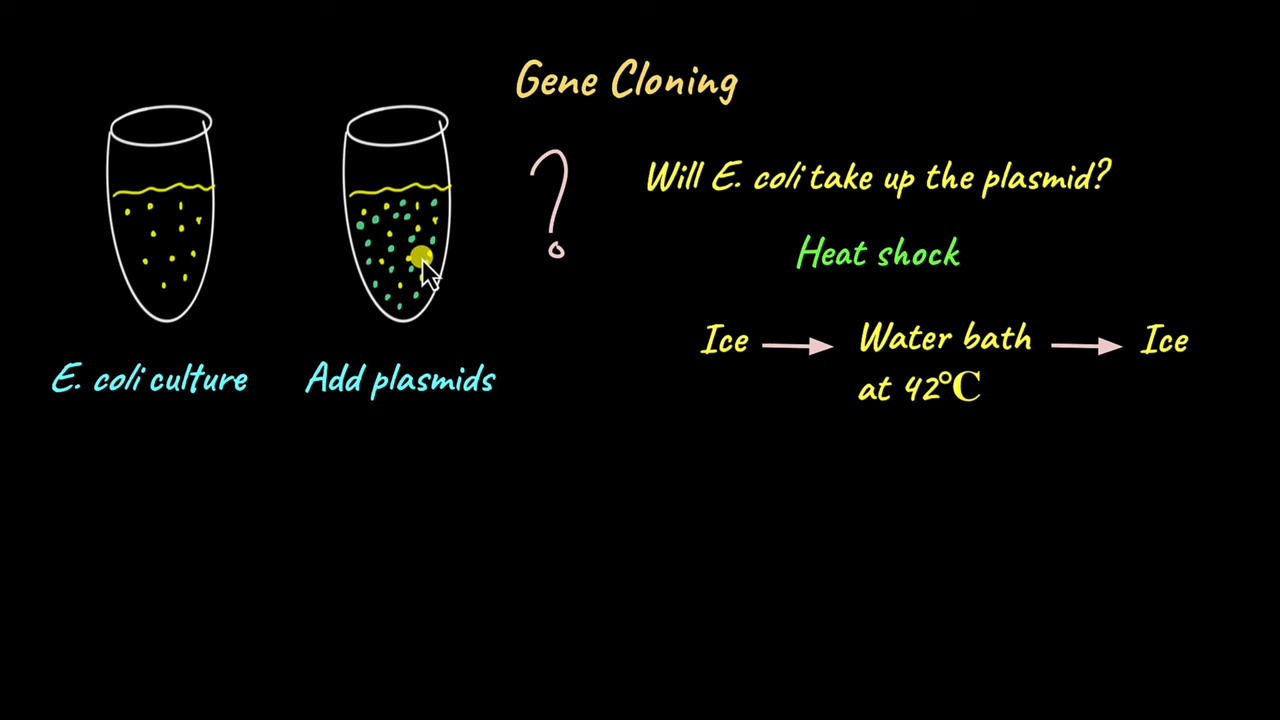 Gene Cloning
?
Will E. coli take up the plasmid?
Heat shock
Ice → Water bath → Ice
at 42°C
E. coli culture
Add plasmids